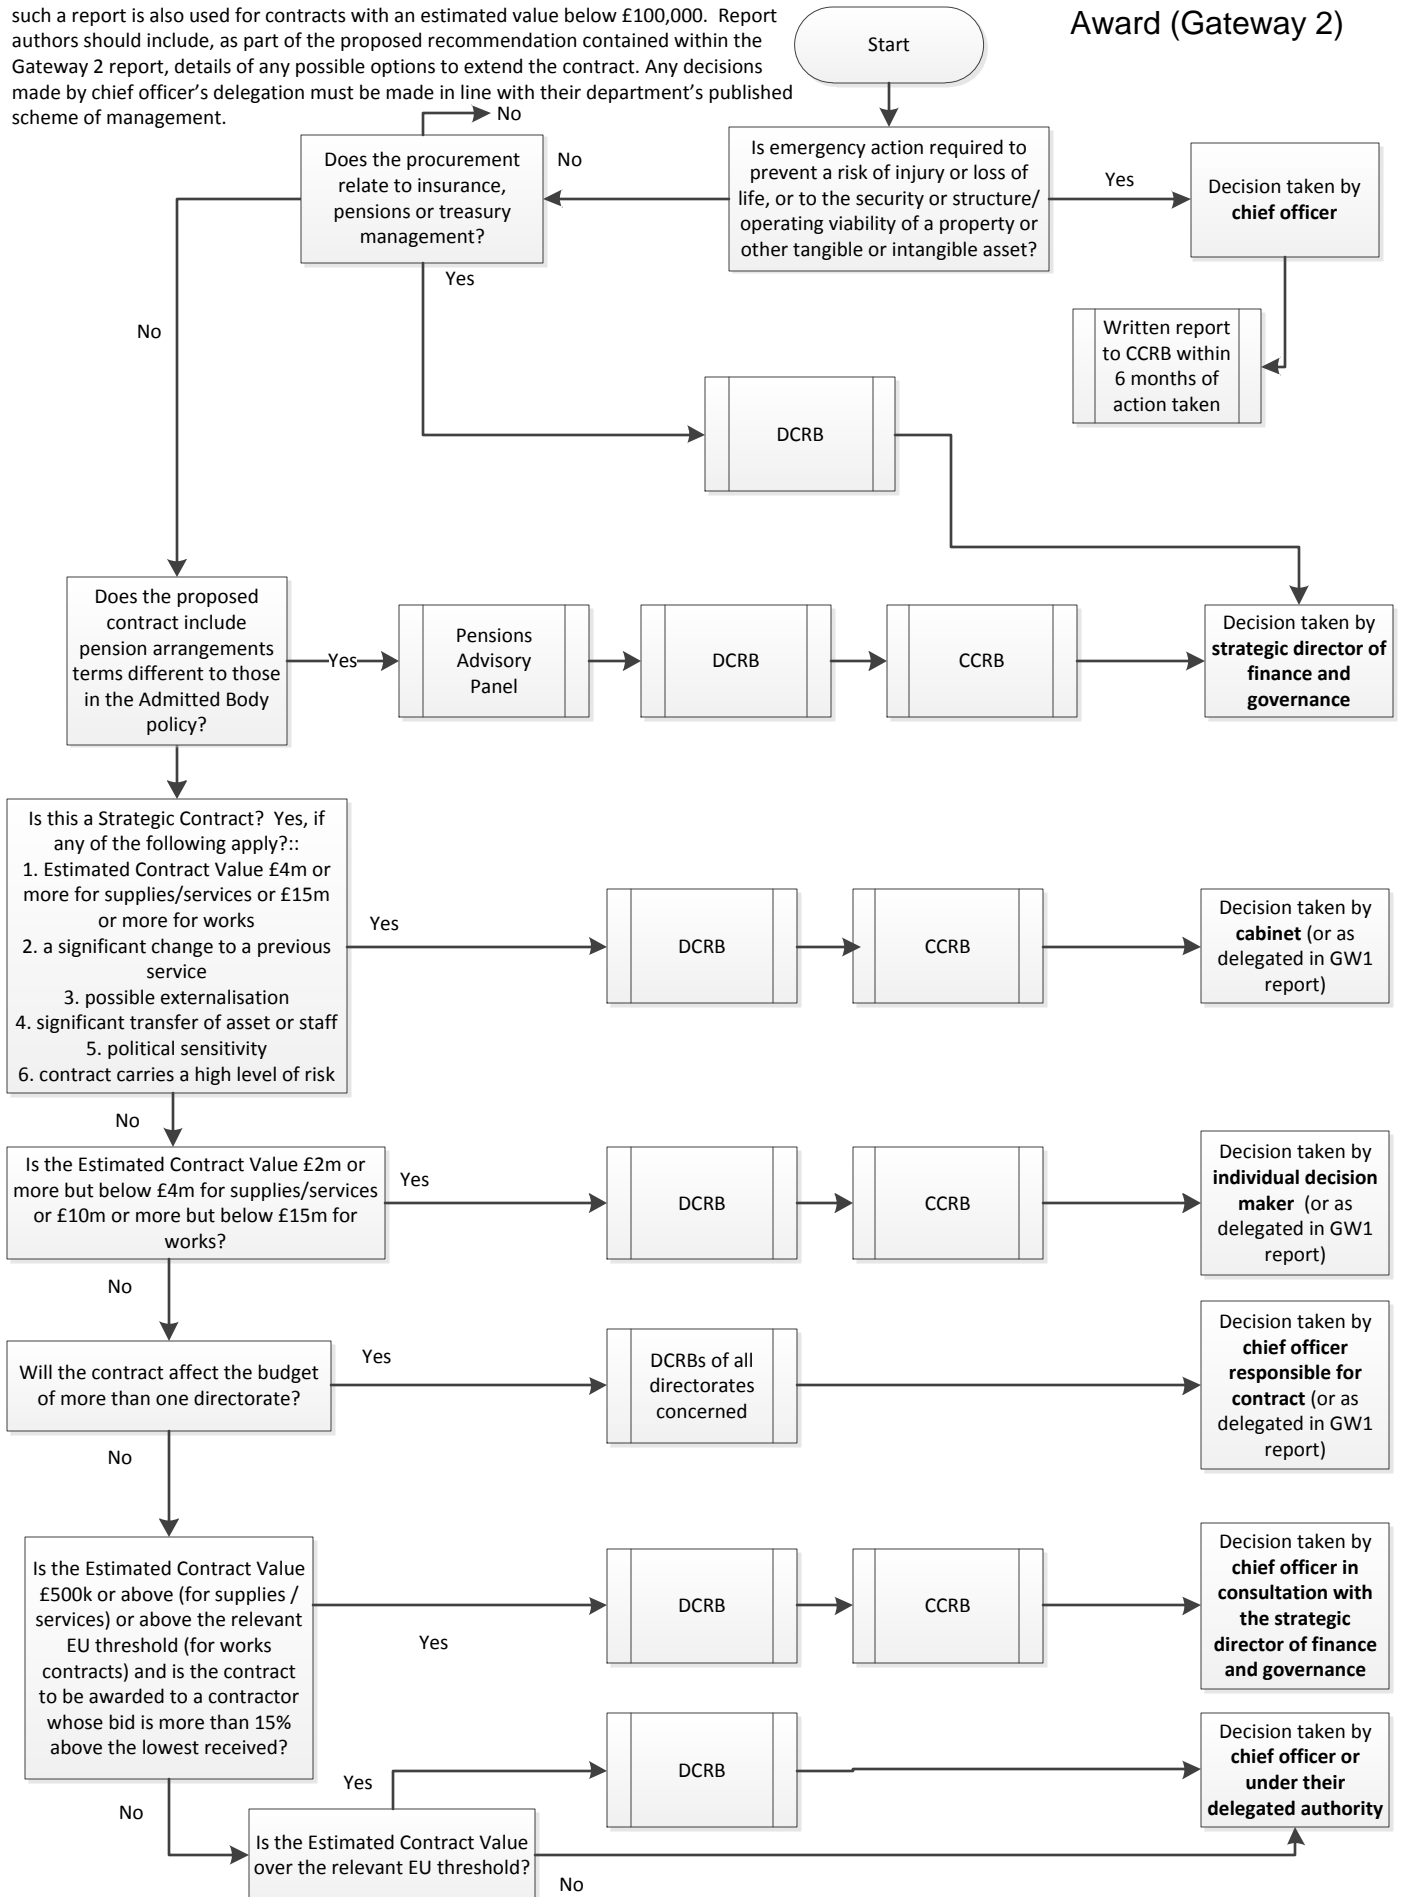 such a report is also used for contracts with an estimated value below £100,000.  Report
authors should include, as part of the proposed recommendation contained within the
Gateway 2 report, details of any possible options to extend the contract. Any decisions
made by chief officer's delegation must be made in line with their department's published
scheme of management.
Award (Gateway 2)
Start
No
Does the procurement
relate to insurance,
pensions or treasury
management?
No
Is emergency action required to
prevent a risk of injury or loss of
life, or to the security or structure/
operating viability of a property or
other tangible or intangible asset?
Yes
Decision taken by
chief officer
Yes
No
Written report
to CCRB within
6 months of
action taken
DCRB
Does the proposed
contract include
pension arrangements
terms different to those
in the Admitted Body
policy?
Yes
Pensions
Advisory
Panel
DCRB
CCRB
Decision taken by
strategic director of
finance and
governance
Is this a Strategic Contract?  Yes, if
any of the following apply?::
1. Estimated Contract Value £4m or
more for supplies/services or £15m
or more for works
2. a significant change to a previous
service
3. possible externalisation
4. significant transfer of asset or staff
5. political sensitivity
6. contract carries a high level of risk
Yes
DCRB
CCRB
Decision taken by
cabinet (or as
delegated in GW1
report)
No
Is the Estimated Contract Value £2m or
more but below £4m for supplies/services
or £10m or more but below £15m for
works?
Yes
DCRB
CCRB
Decision taken by
individual decision
maker  (or as
delegated in GW1
report)
No
Will the contract affect the budget
of more than one directorate?
Yes
DCRBs of all
directorates
concerned
Decision taken by
chief officer
responsible for
contract (or as
delegated in GW1
report)
No
Is the Estimated Contract Value
£500k or above (for supplies /
services) or above the relevant
EU threshold (for works
contracts) and is the contract
to be awarded to a contractor
whose bid is more than 15%
above the lowest received?
Yes
DCRB
CCRB
Decision taken by
chief officer in
consultation with
the strategic
director of finance
and governance
No
Is the Estimated Contract Value
over the relevant EU threshold?
Yes
DCRB
Decision taken by
chief officer or
under their
delegated authority
No